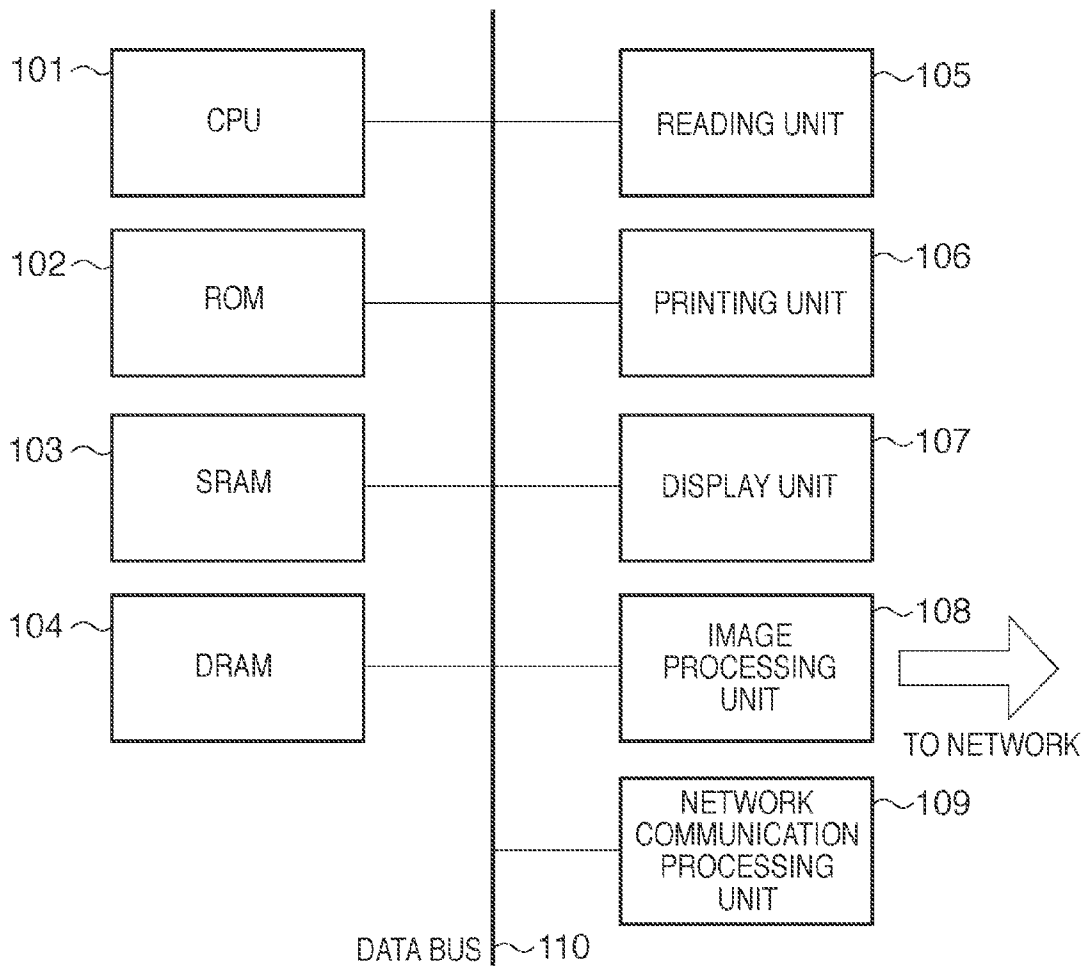 101
CPU
105
READING UNIT
102
ROM
106
PRINTING UNIT
103
SRAM
107
DISPLAY UNIT
104
DRAM
108
IMAGE
PROCESSING
UNIT
TO NETWORK
109
NETWORK
COMMUNICATION
PROCESSING
UNIT
DATA BUS
110